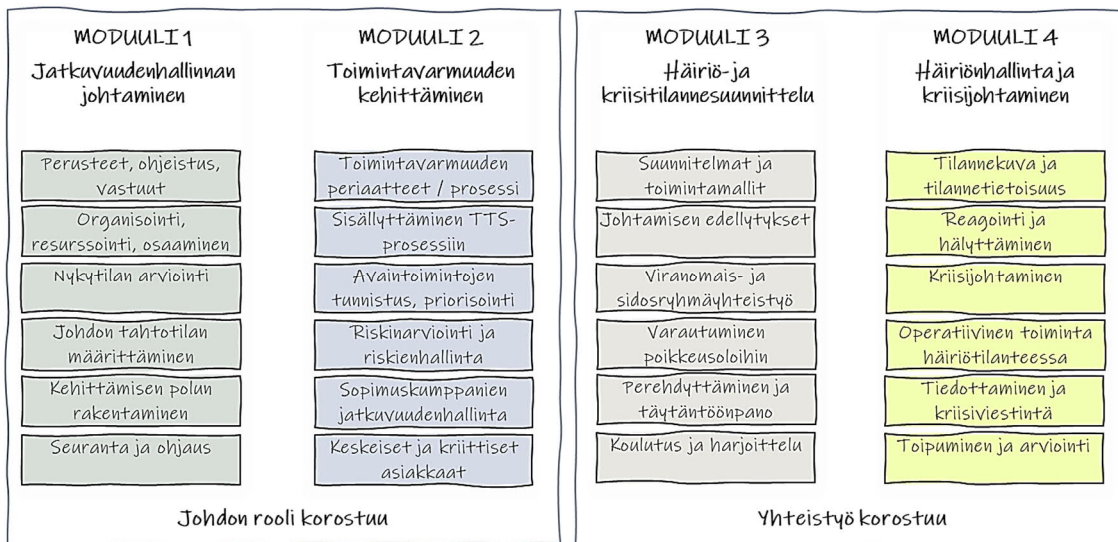 MODUULI 1
Jatkuvuudenhallinnan
johtaminen
Perusteet, ohjeistus,
vastuut
Organisointi,
resurssointi, osaaminen
Nykytilan arviointi
Johdon tahtotilan
määrittäminen
Kehittämisen polun
rakentaminen
Seuranta ja ohjaus
MODUULI 2
Toimintavarmuuden
kehittäminen
Toimintavarmuuden
periaatteet / prosessi
Sisällyttäminen TTS-
prosessiin
Avaintoimintojen
tunnistus, priorisointi
Riskinarviointi ja
riskienhallinta
Sopimuskumppanien
jatkuvuudenhallinta
Keskeiset ja kriittiset
asiakkaat
Johdon rooli korostuu
MODUULI 3
Häiriö- ja
kriisitilannesuunnittelu
Suunnitelmat ja
toimintamallit
Johtamisen edellytykset
Viranomais- ja
sidosryhmäyhteistyö
Varautuminen
poikkeusoloihin
Perehdyttäminen ja
täytäntöönpano
Koulutus ja harjoittelu
MODUULI 4
Häiriönhallinta ja
kriisijohtaminen
Tilannekuva ja
tilannetietoisuus
Reagointi ja
hälyttäminen
Kriisijohtaminen
Operatiivinen toiminta
häiriötilanteessa
Tiedottaminen ja
kriisiviestintä
Toipuminen ja arviointi
Yhteistyö korostuu